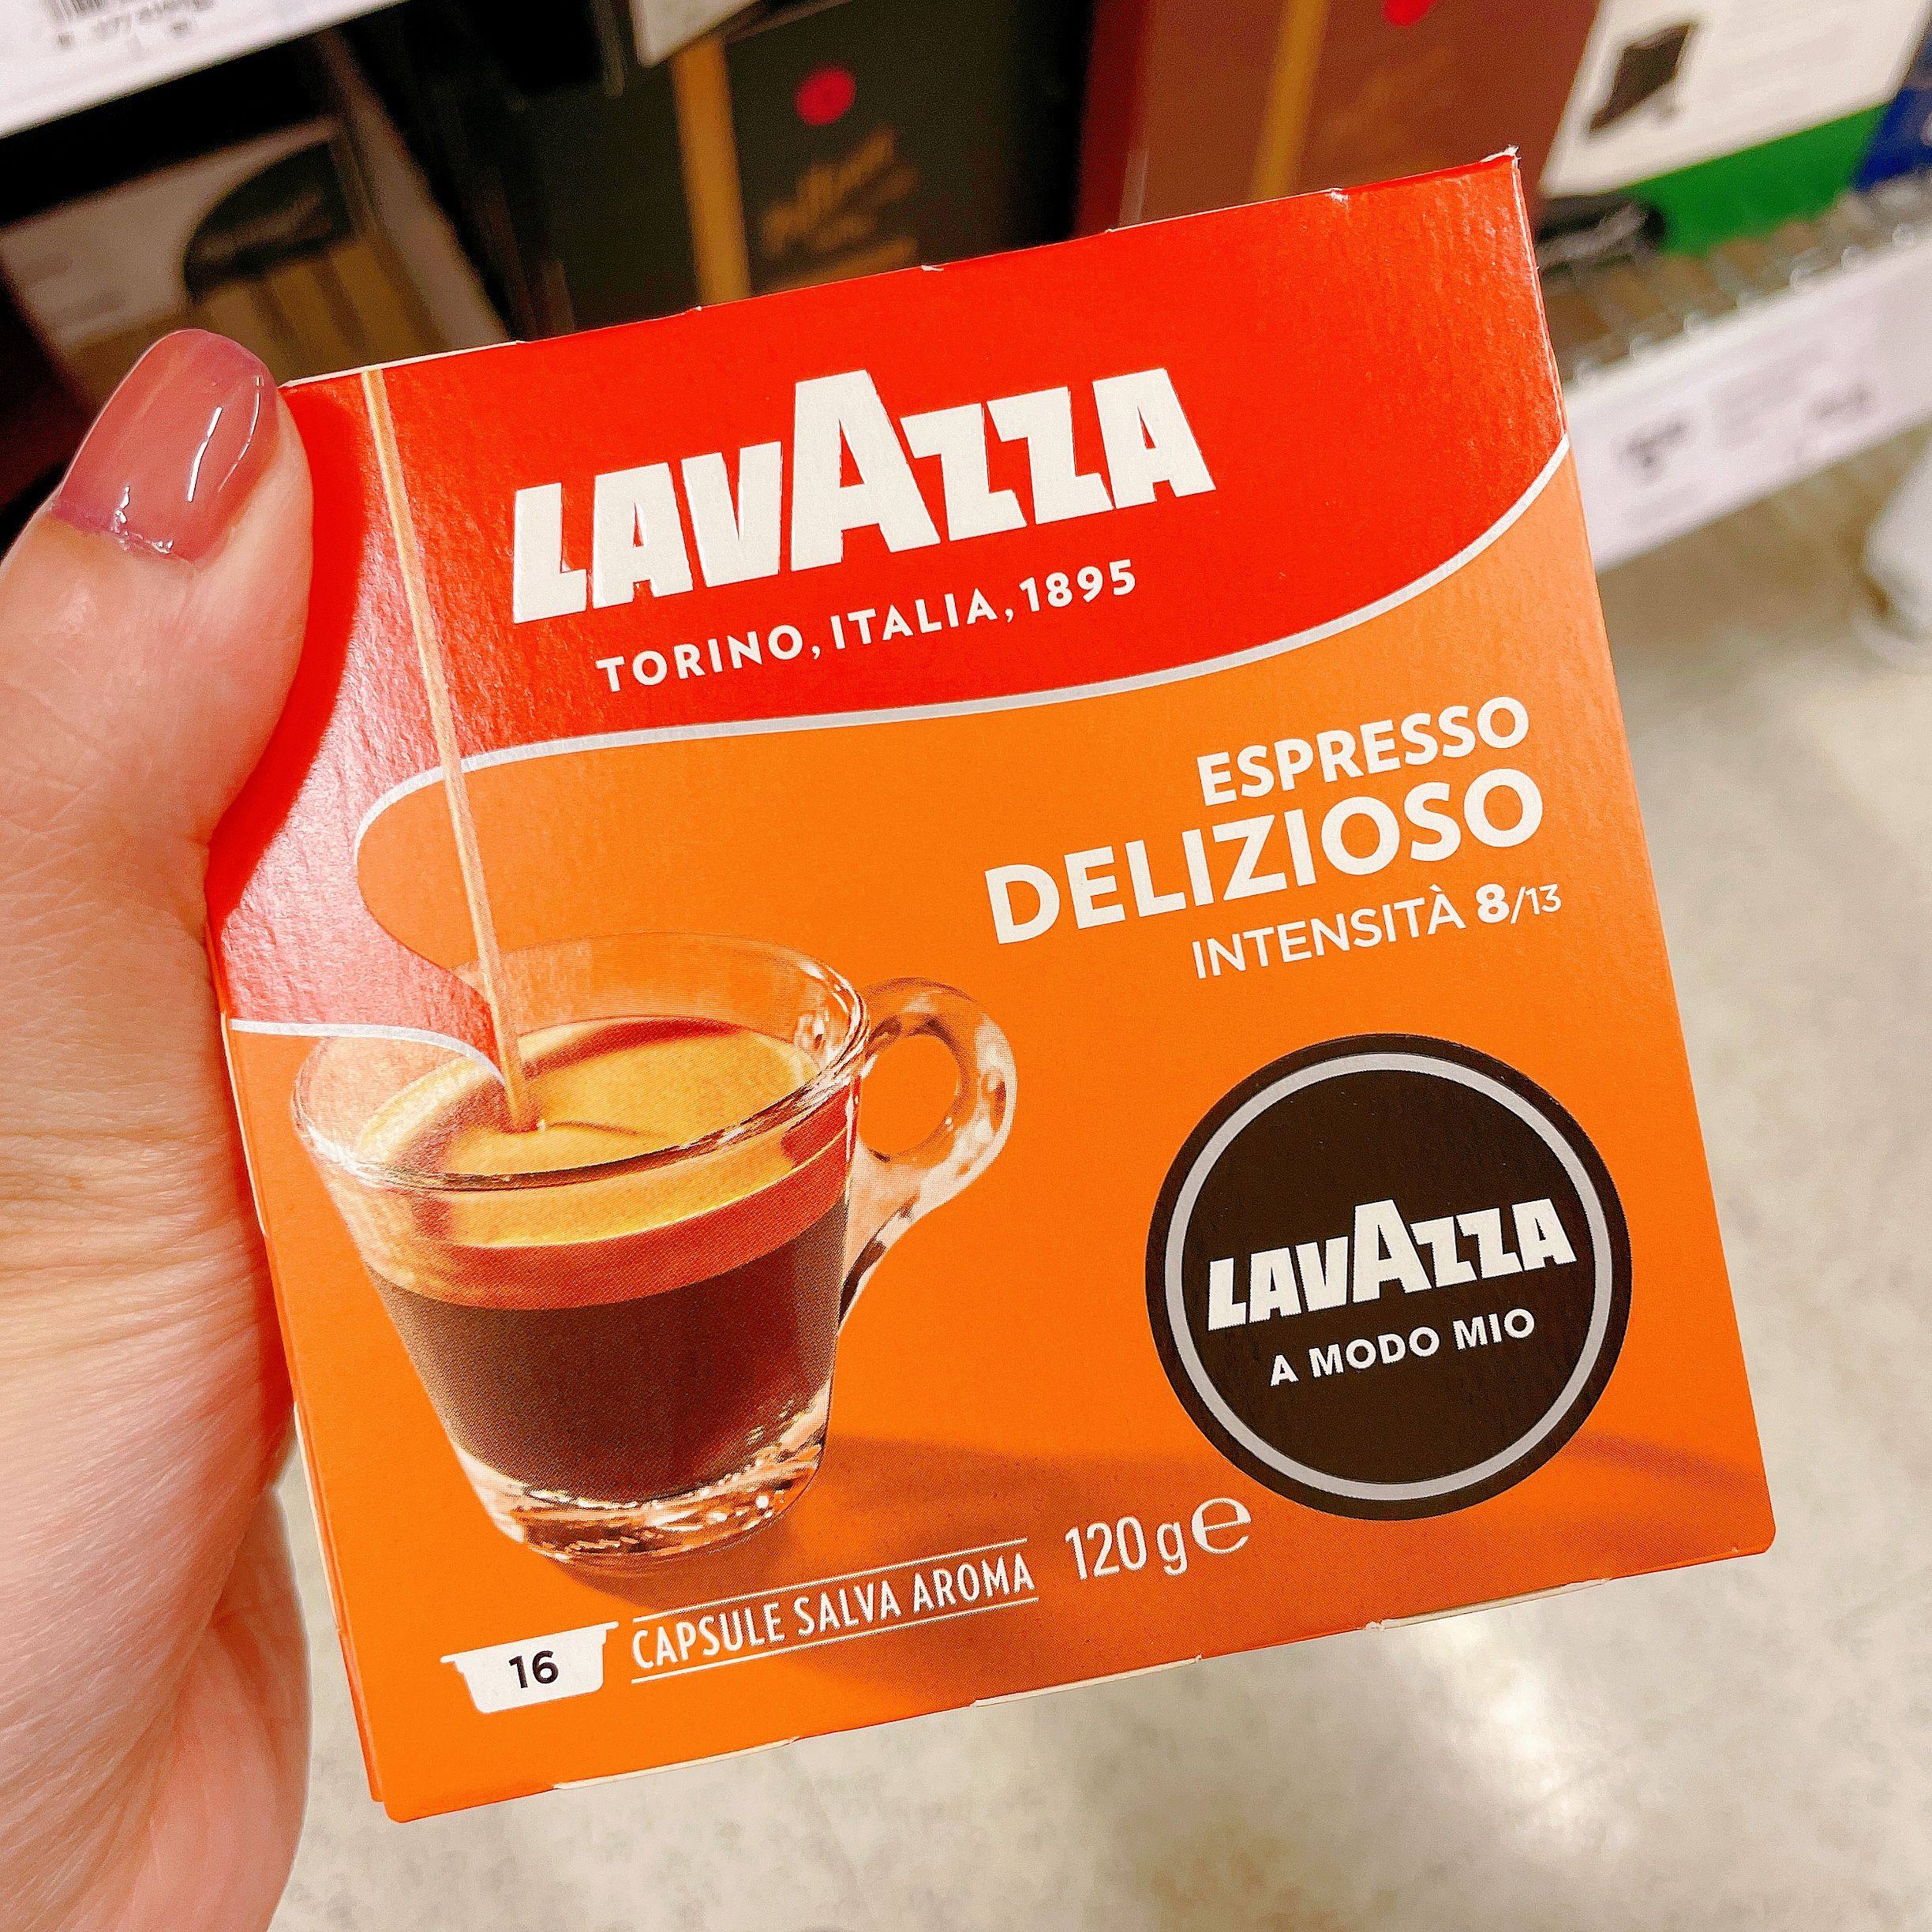 LAVAZZA
TORINO, ITALIA, 1895
ESPRESSO
DELIZIOSO
INTENSITÀ 8/13
LAVAZZA
A MODO MIO
16 CAPSULE SALVA AROMA 120 g ℮